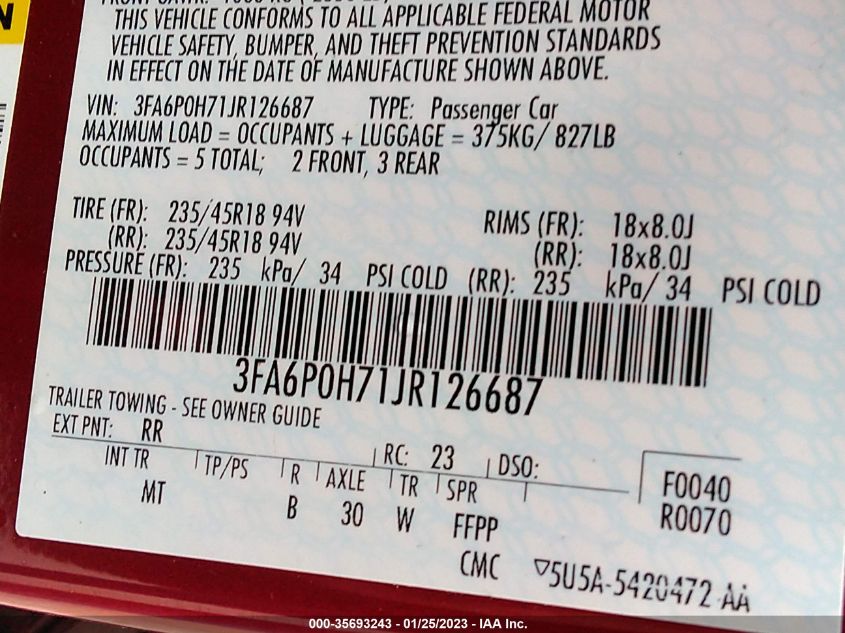 N
THIS VEHICLE CONFORMS TO ALL APPLICABLE FEDERAL MOTOR
VEHICLE SAFETY, BUMPER, AND THEFT PREVENTION STANDARDS
IN EFFECT ON THE DATE OF MANUFACTURE SHOWN ABOVE.
VIN: 3FA6P0H71JR126687 TYPE: Passenger Car
MAXIMUM LOAD = OCCUPANTS + LUGGAGE = 375KG/ 827LB
OCCUPANTS = 5 TOTAL; 2 FRONT, 3 REAR
TIRE (FR): 235/45R18 94V RIMS (FR): 18x8.0J
(RR): 235/45R18 94V (RR): 18x8.0J
PRESSURE (FR): 235 kPa/ 34 PSI COLD (RR): 235 kPa/ 34 PSI COLD
3FA6P0H71JR126687
TRAILER TOWING - SEE OWNER GUIDE
EXT PNT: RR RC: 23 DSO:
INT TR TP/PS R AXLE TR SPR F0040
MT B 30 W FFPP R0070
CMC ▽5U5A-5420472-AA
000-35693243 - 01/25/2023 - IAA Inc.